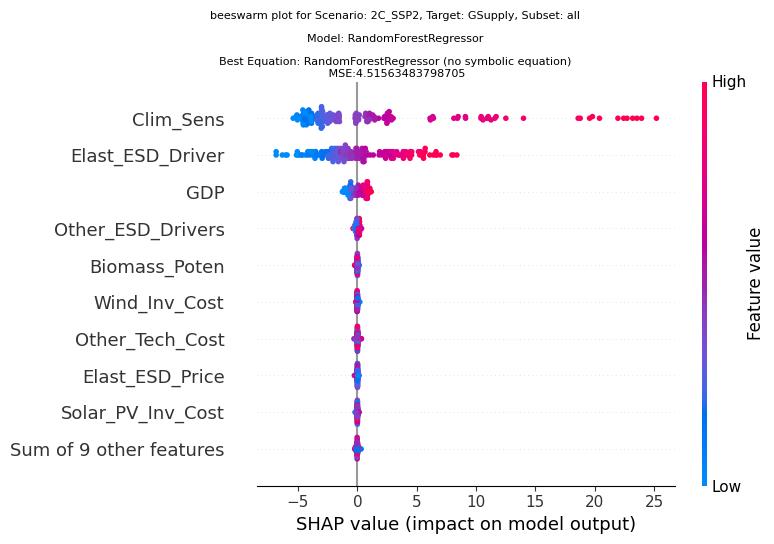 beeswarm plot for Scenario: 2C_SSP2, Target: GSupply, Subset: all
Model: RandomForestRegressor
Best Equation: RandomForestRegressor (no symbolic equation)
MSE:4.51563483798705
High
Clim_Sens
Elast_ESD_Driver
GDP
Other_ESD_Drivers
Biomass_Poten
Wind_Inv_Cost
Other_Tech_Cost
Elast_ESD_Price
Solar_PV_Inv_Cost
Sum of 9 other features
Feature value
Low
−5 0 5 10 15 20 25
SHAP value (impact on model output)